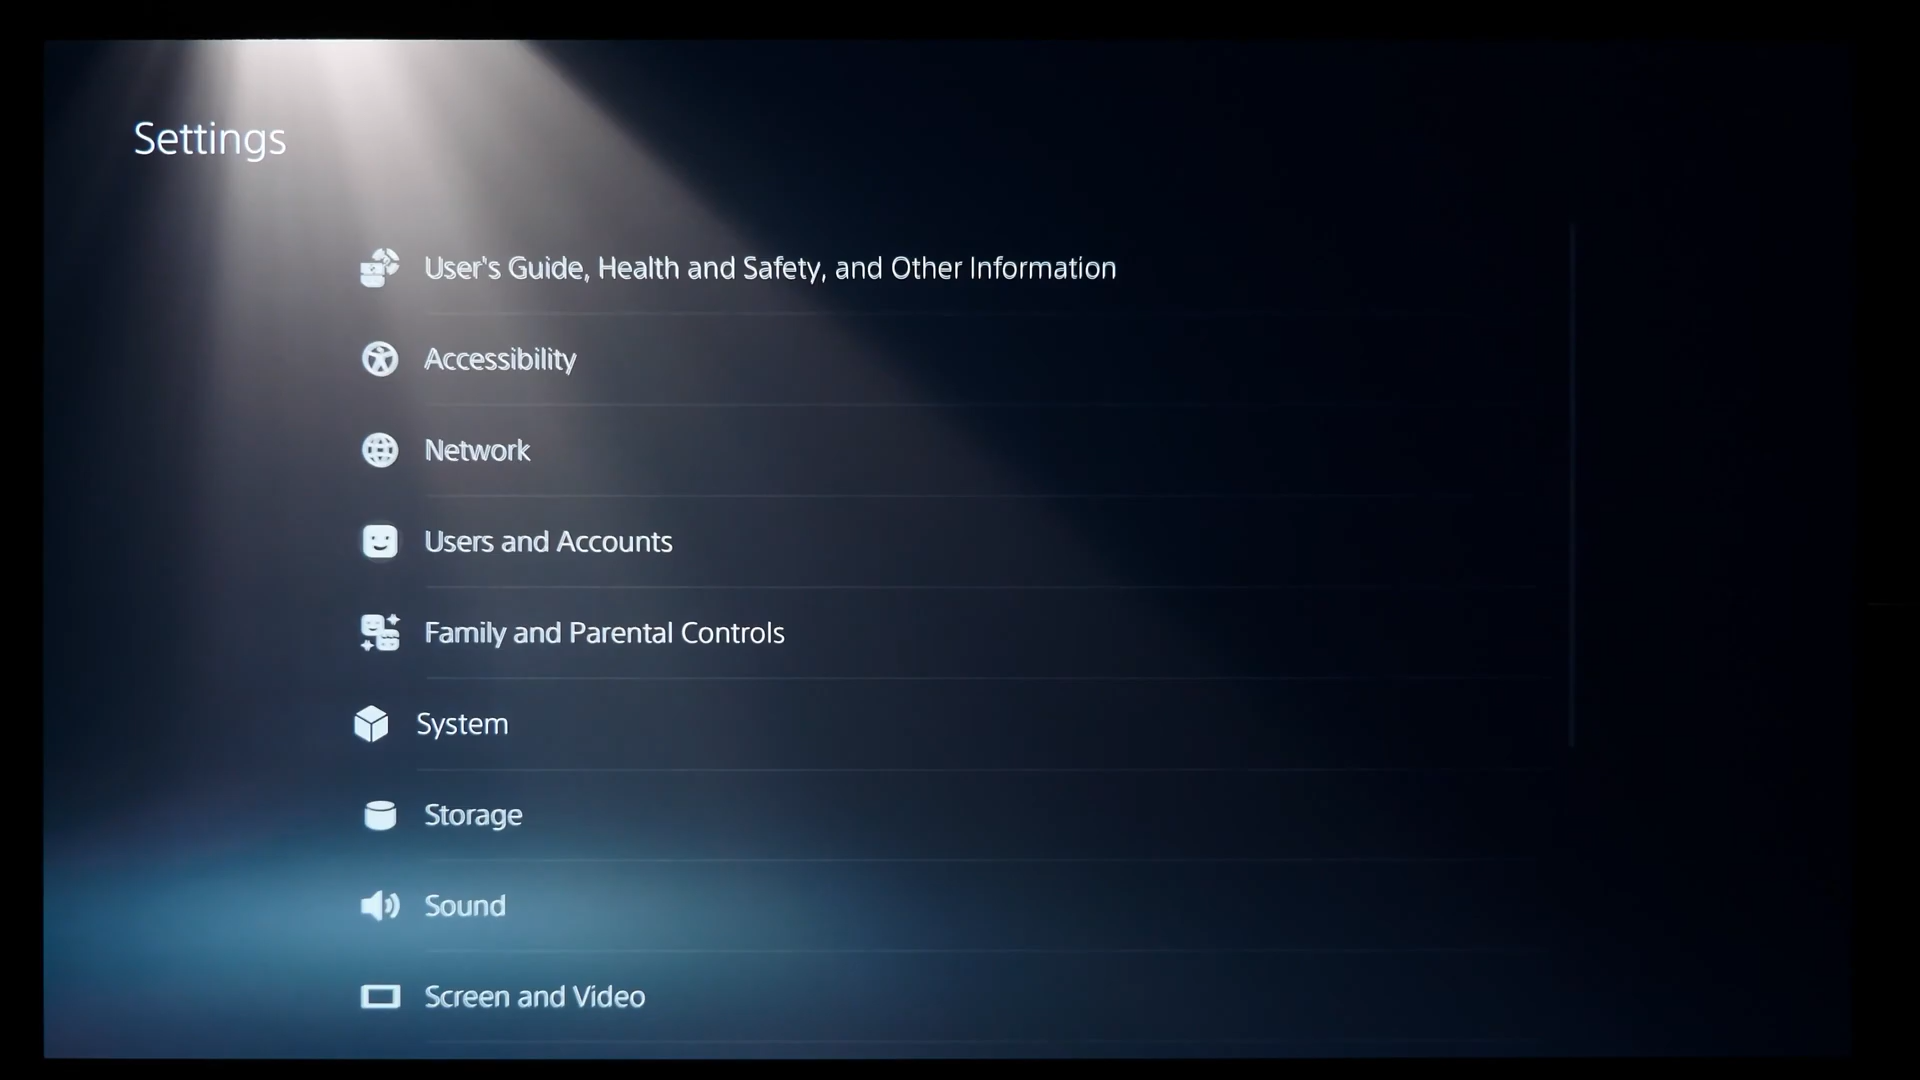 Settings
User's Guide, Health and Safety, and Other Information
Accessibility
Network
Users and Accounts
Family and Parental Controls
System
Storage
Sound
Screen and Video